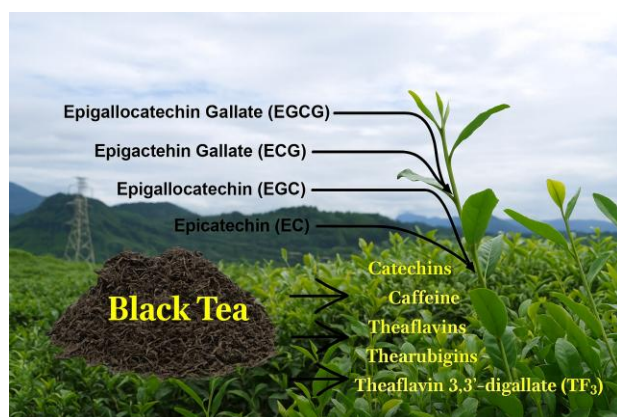 Epigallocatechin Gallate (EGCG)
Epigactehin Gallate (ECG)
Epigallocatechin (EGC)
Epicatechin (EC)
Catechins
Black Tea
Caffeine
Theaflavins
Thearubigins
Theaflavin 3,3'-digallate (TF₃)